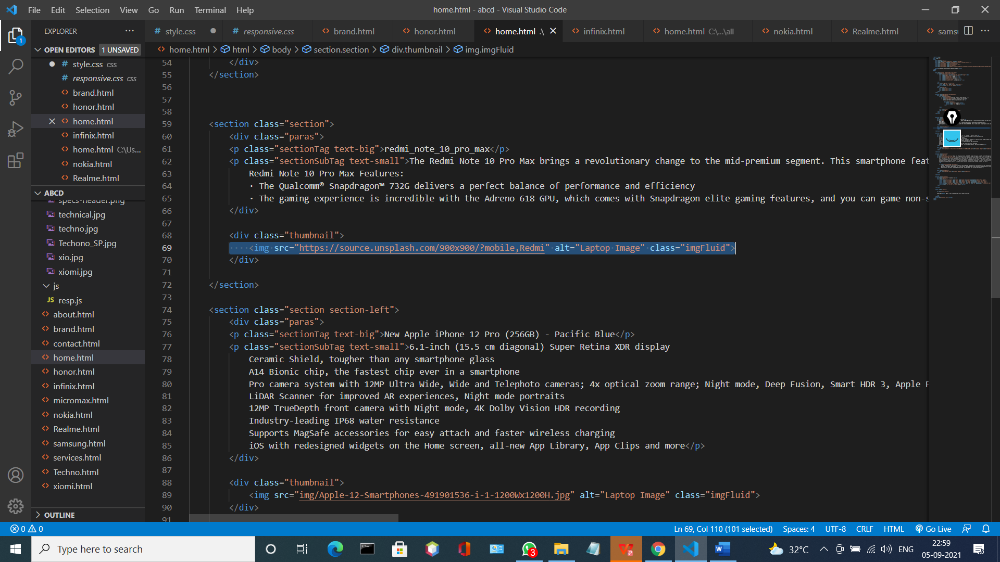 File Edit Selection View Go Run Terminal Help
home.html - abcd - Visual Studio Code
EXPLORER
style.css
responsive.css
brand.html
honor.html
home.html .\
infinix.html
home.html C:\...\all
nokia.html
Realme.html
samsu
OPEN EDITORS 1 UNSAVED
home.html > html > body > section.section > div.thumbnail > img.imgFluid
style.css css
responsive.css css
brand.html
honor.html
home.html
infinix.html
home.html C:\Us...
nokia.html
Realme.html
ABCD
specs-header.png
technical.jpg
techno.jpg
Techono_SP.jpg
xio.jpg
xiomi.jpg
js
JS resp.js
about.html
brand.html
contact.html
home.html
honor.html
infinix.html
micromax.html
nokia.html
Realme.html
samsung.html
services.html
Techno.html
xiomi.html
OUTLINE
54 </div>
55 </section>
56
57
58
59 <section class="section">
60 <div class="paras">
61 <p class="sectionTag text-big">redmi_note_10_pro_max</p>
62 <p class="sectionSubTag text-small">The Redmi Note 10 Pro Max brings a revolutionary change to the mid-premium segment. This smartphone feat
63 Redmi Note 10 Pro Max Features:
64 · The Qualcomm® Snapdragon™ 732G delivers a perfect balance of performance and efficiency
65 · The gaming experience is incredible with the Adreno 618 GPU, which comes with Snapdragon elite gaming features, and you can game non-s
66 </div>
67
68 <div class="thumbnail">
69 <img src="https://source.unsplash.com/900x900/?mobile,Redmi" alt="Laptop Image" class="imgFluid">
70 </div>
71
72 </section>
73
74 <section class="section section-left">
75 <div class="paras">
76 <p class="sectionTag text-big">New Apple iPhone 12 Pro (256GB) - Pacific Blue</p>
77 <p class="sectionSubTag text-small">6.1-inch (15.5 cm diagonal) Super Retina XDR display
78 Ceramic Shield, tougher than any smartphone glass
79 A14 Bionic chip, the fastest chip ever in a smartphone
80 Pro camera system with 12MP Ultra Wide, Wide and Telephoto cameras; 4x optical zoom range; Night mode, Deep Fusion, Smart HDR 3, Apple P
81 LiDAR Scanner for improved AR experiences, Night mode portraits
82 12MP TrueDepth front camera with Night mode, 4K Dolby Vision HDR recording
83 Industry-leading IP68 water resistance
84 Supports MagSafe accessories for easy attach and faster wireless charging
85 iOS with redesigned widgets on the Home screen, all-new App Library, App Clips and more</p>
86 </div>
87
88 <div class="thumbnail">
89 <img src="img/Apple-12-Smartphones-491901536-i-1-1200Wx1200H.jpg" alt="Laptop Image" class="imgFluid">
90 </div>
91
0 0
Ln 69, Col 110 (101 selected) Spaces: 4 UTF-8 CRLF HTML Go Live
Type here to search
3
32°C
ENG
22:59
05-09-2021